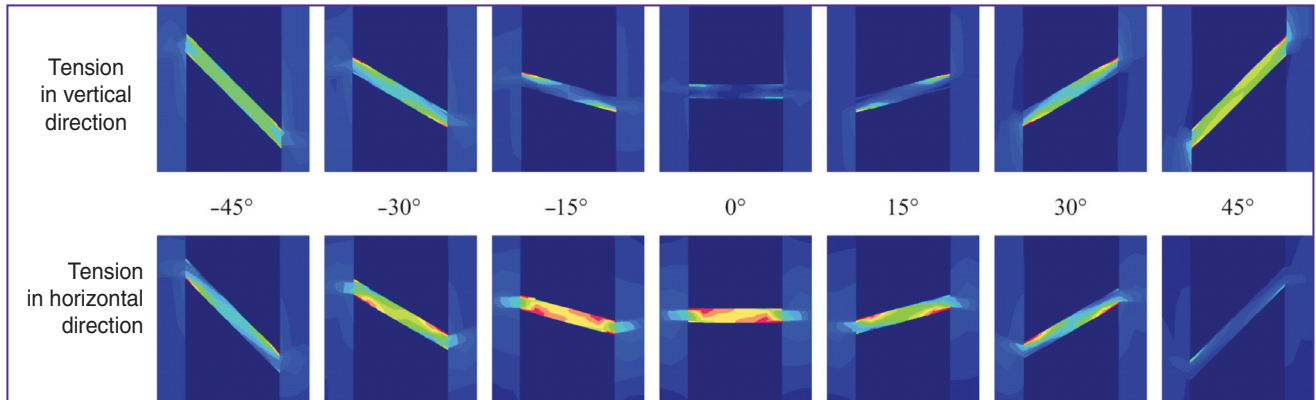 Tension
in vertical
direction
–45° –30° –15° 0° 15° 30° 45°
Tension
in horizontal
direction